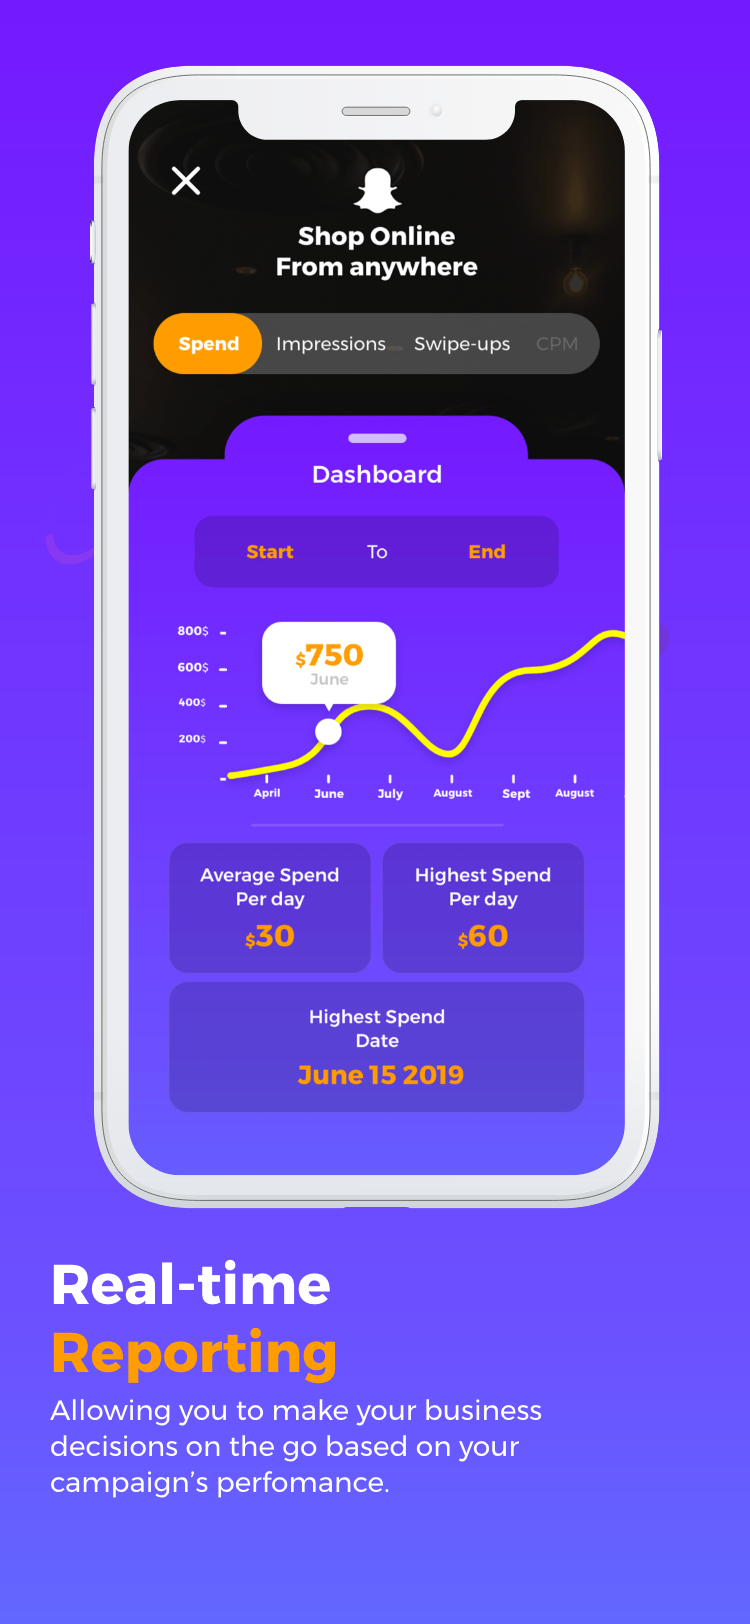 Shop Online
From anywhere
Spend Impressions Swipe-ups CPM
Dashboard
Start To End
800$
600$
400$
200$
$750
June
April June July August Sept August
Average Spend
Per day
$30
Highest Spend
Per day
$60
Highest Spend
Date
June 15 2019
Real-time
Reporting
Allowing you to make your business
decisions on the go based on your
campaign's perfomance.